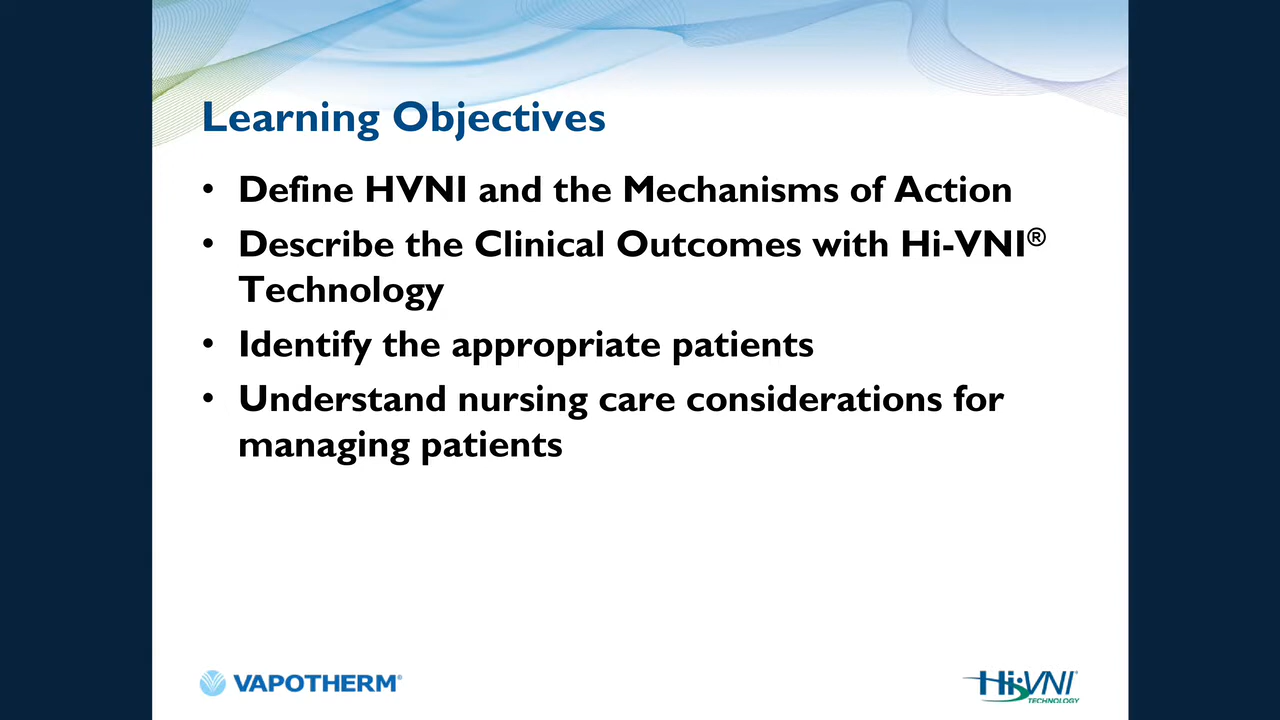 Learning Objectives
• Define HVNI and the Mechanisms of Action
• Describe the Clinical Outcomes with Hi-VNI®
Technology
• Identify the appropriate patients
• Understand nursing care considerations for
managing patients
VAPOTHERM®
Hi-VNI®
TECHNOLOGY